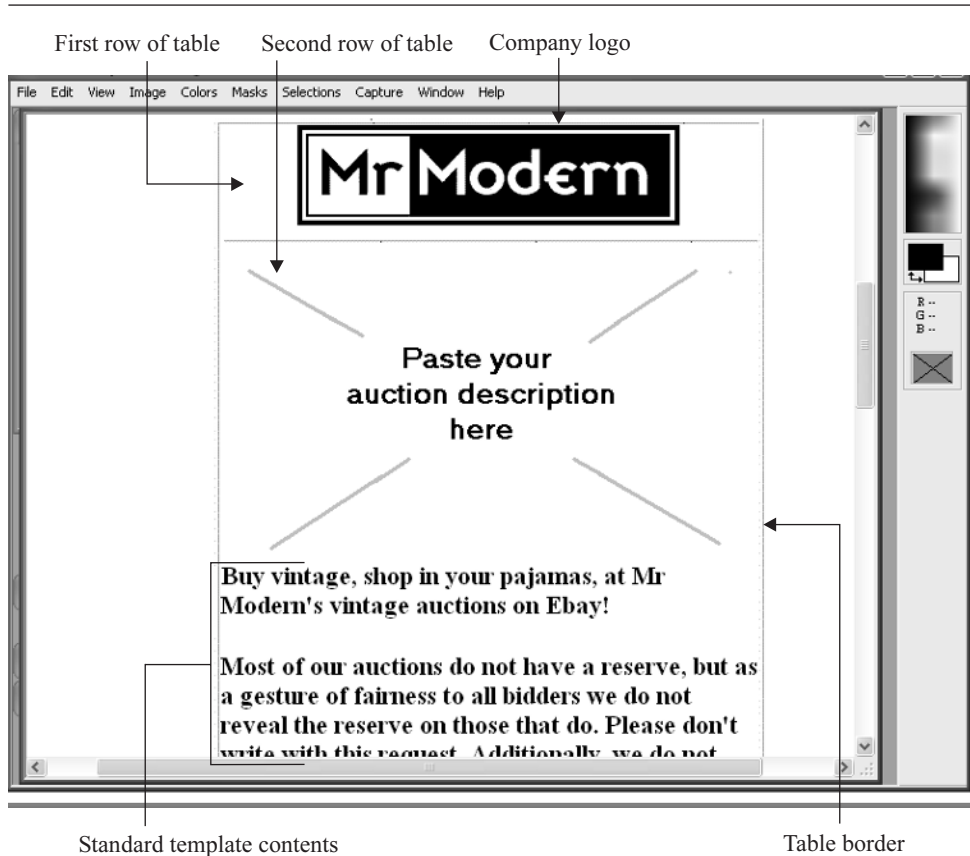 First row of table Second row of table Company logo
File Edit View Image Colors Masks Selections Capture Window Help
Mr Modern
R --
G --
B --
Paste your
auction description
here
Buy vintage, shop in your pajamas, at Mr
Modern's vintage auctions on Ebay!
Most of our auctions do not have a reserve, but as
a gesture of fairness to all bidders we do not
reveal the reserve on those that do. Please don't
write with this request. Additionally, we do not
Standard template contents Table border